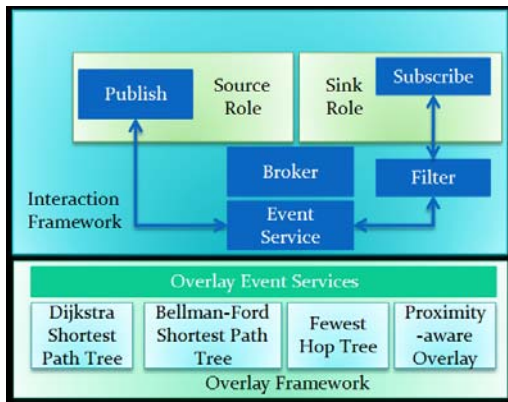 Publish
Source
Role
Sink
Role
Subscribe
Broker
Filter
Interaction
Framework
Event
Service
Overlay Event Services
Dijkstra
Shortest
Path Tree
Bellman-Ford
Shortest Path
Tree
Fewest
Hop Tree
Proximity
-aware
Overlay
Overlay Framework